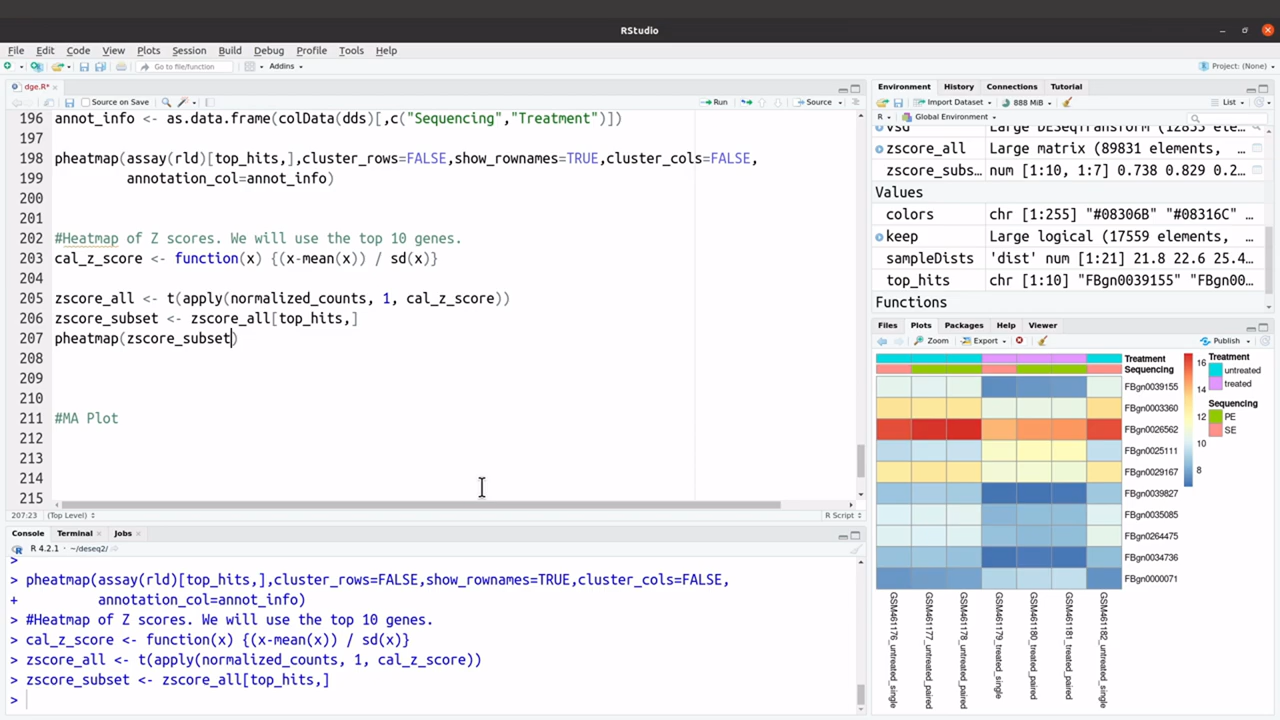 RStudio
File Edit Code View Plots Session Build Debug Profile Tools Help
Go to file/function Addins Project: (None)
dge.R*
Source on Save Run Source
196 annot_info <- as.data.frame(colData(dds)[,c("Sequencing","Treatment")])
197
198 pheatmap(assay(rld)[top_hits,],cluster_rows=FALSE,show_rownames=TRUE,cluster_cols=FALSE,
199 annotation_col=annot_info)
200
201
202 #Heatmap of Z scores. We will use the top 10 genes.
203 cal_z_score <- function(x) {(x-mean(x)) / sd(x)}
204
205 zscore_all <- t(apply(normalized_counts, 1, cal_z_score))
206 zscore_subset <- zscore_all[top_hits,]
207 pheatmap(zscore_subset)
208
209
210
211 #MA Plot
212
213
214
215
207:23 (Top Level) R Script
Console Terminal Jobs
R 4.2.1 · ~/deseq2/
>
> pheatmap(assay(rld)[top_hits,],cluster_rows=FALSE,show_rownames=TRUE,cluster_cols=FALSE,
+ annotation_col=annot_info)
> #Heatmap of Z scores. We will use the top 10 genes.
> cal_z_score <- function(x) {(x-mean(x)) / sd(x)}
> zscore_all <- t(apply(normalized_counts, 1, cal_z_score))
> zscore_subset <- zscore_all[top_hits,]
>
Environment History Connections Tutorial
Import Dataset 888 MiB List
R Global Environment
vsd Large DESeqTransform (12833 ele…
zscore_all Large matrix (89831 elements, …
zscore_subs… num [1:10, 1:7] 0.738 0.829 0.2…
Values
colors chr [1:255] "#08306B" "#08316C" …
keep Large logical (17559 elements, …
sampleDists 'dist' num [1:21] 21.8 22.6 25.4…
top_hits chr [1:10] "FBgn0039155" "FBgn00…
Functions
Files Plots Packages Help Viewer
Zoom Export Publish
Treatment
Sequencing
FBgn0039155
FBgn0003360
FBgn0026562
FBgn0025111
FBgn0029167
FBgn0039827
FBgn0035085
FBgn0264475
FBgn0034736
FBgn0000071
16
14
12
10
8
Treatment
untreated
treated
Sequencing
PE
SE
GSM461176_untreated_single
GSM461177_untreated_paired
GSM461178_untreated_paired
GSM461179_treated_single
GSM461180_treated_paired
GSM461181_treated_paired
GSM461182_untreated_single